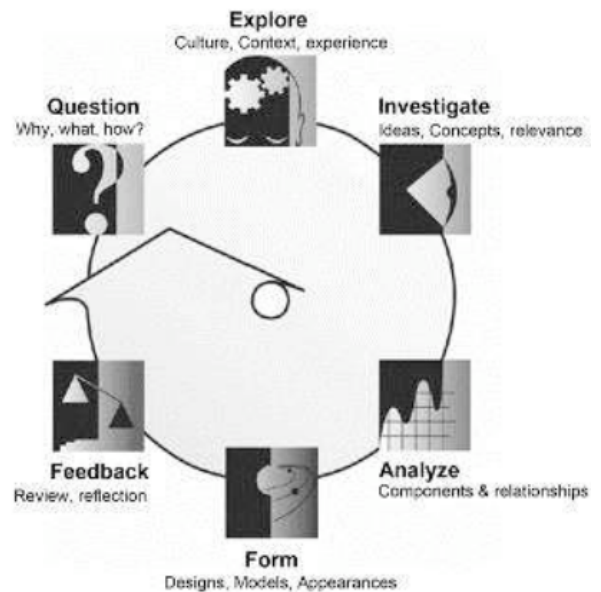 Explore
Culture, Context, experience
Question
Why, what, how?
Investigate
Ideas, Concepts, relevance
Feedback
Review, reflection
Analyze
Components & relationships
Form
Designs, Models, Appearances